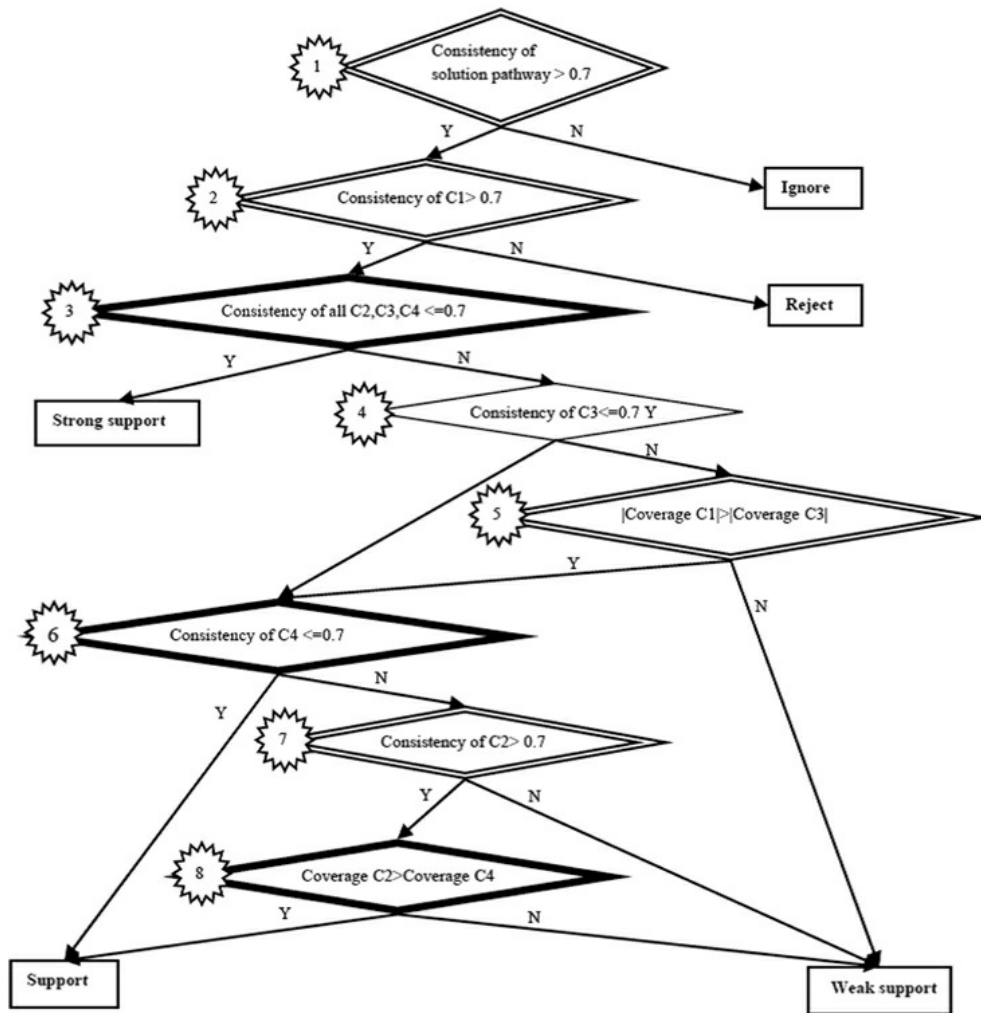 1
Consistency of
solution pathway > 0.7
Y
N
Ignore
2
Consistency of C1> 0.7
Y
N
Reject
3
Consistency of all C2,C3,C4 <=0.7
Y
N
Strong support
4
Consistency of C3<=0.7 Y
N
5
|Coverage C1|>|Coverage C3|
Y
N
6
Consistency of C4 <=0.7
Y
N
7
Consistency of C2> 0.7
Y
N
8
Coverage C2>Coverage C4
Y
N
Support
Weak support